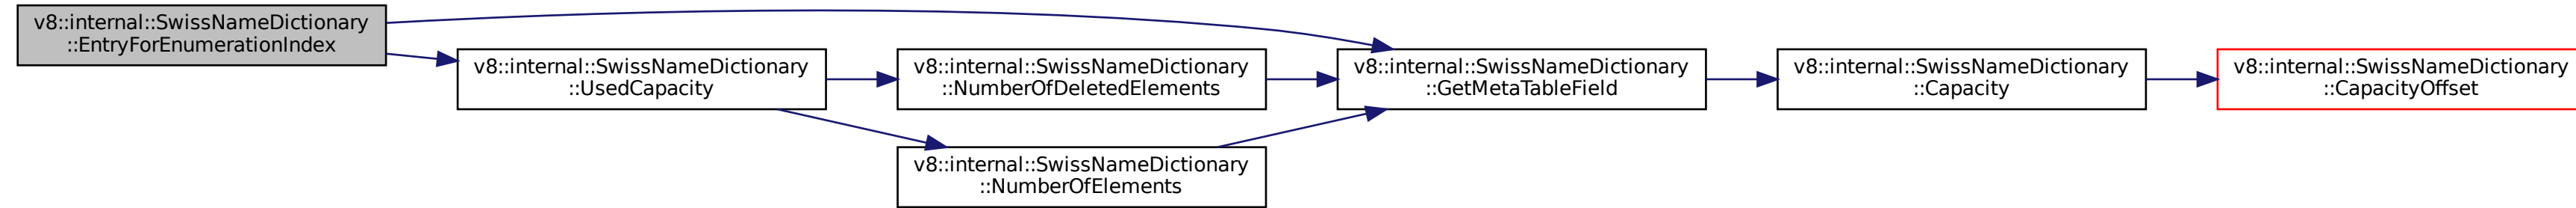 v8::internal::SwissNameDictionary
::EntryForEnumerationIndex
v8::internal::SwissNameDictionary
::UsedCapacity
v8::internal::SwissNameDictionary
::NumberOfDeletedElements
v8::internal::SwissNameDictionary
::NumberOfElements
v8::internal::SwissNameDictionary
::GetMetaTableField
v8::internal::SwissNameDictionary
::Capacity
v8::internal::SwissNameDictionary
::CapacityOffset